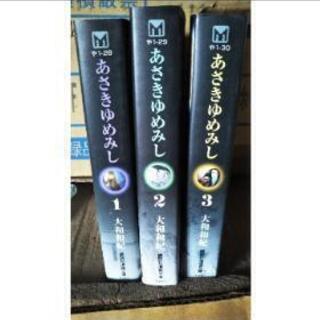 や1-28
あさきゆめみし
1
大和和紀
や1-29
あさきゆめみし
2
大和和紀
や1-30
あさきゆめみし
3
大和和紀